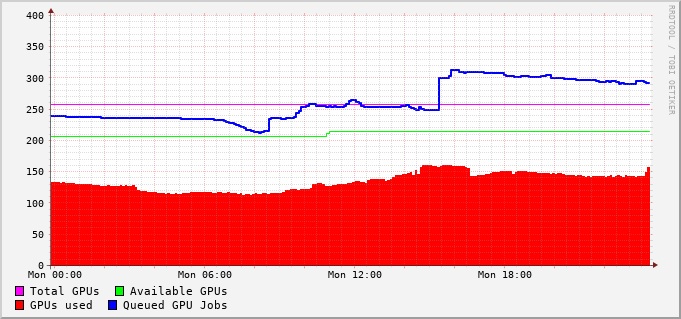 400
350
300
250
200
150
100
50
0
Mon 00:00 Mon 06:00 Mon 12:00 Mon 18:00
Total GPUs Available GPUs
GPUs used Queued GPU Jobs
RRDTOOL / TOBI OETIKER